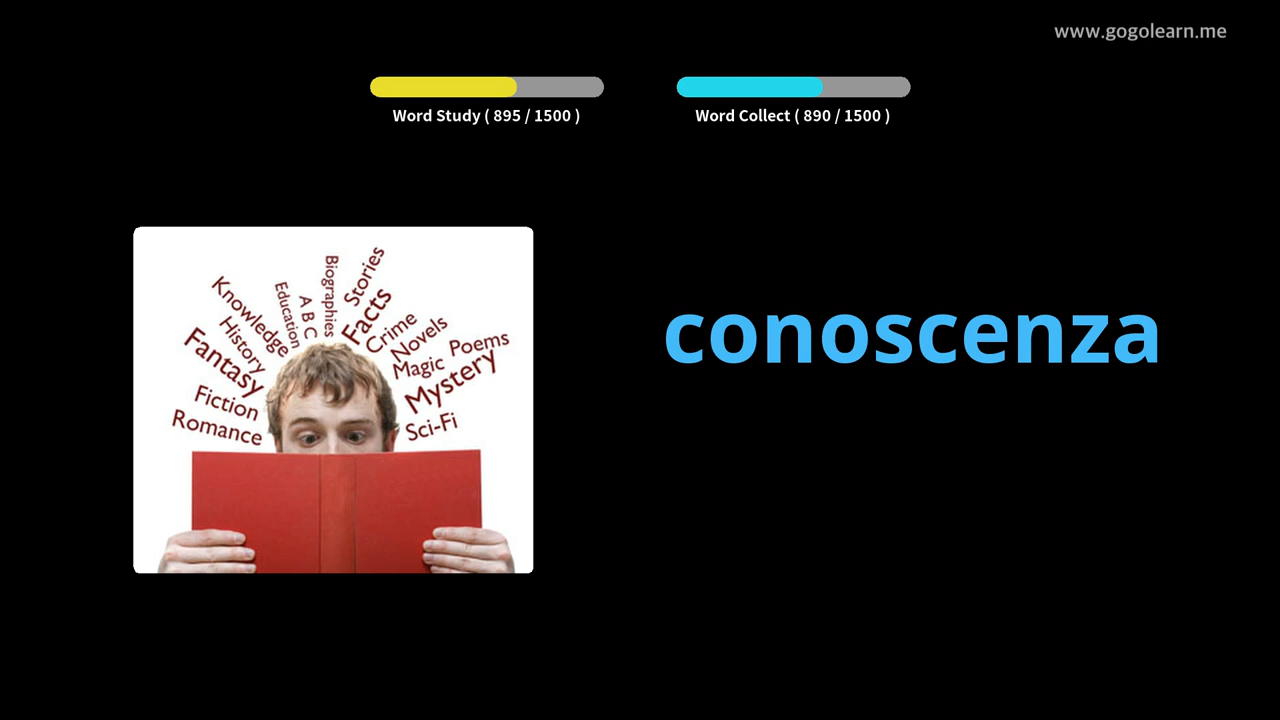 www.gogolearn.me
Word Study ( 895 / 1500 )
Word Collect ( 890 / 1500 )
Knowledge
History
Fantasy
Fiction
Romance
Education
A B C
Biographies
Stories
Facts
Crime
Novels
Magic
Poems
Mystery
Sci-Fi
conoscenza